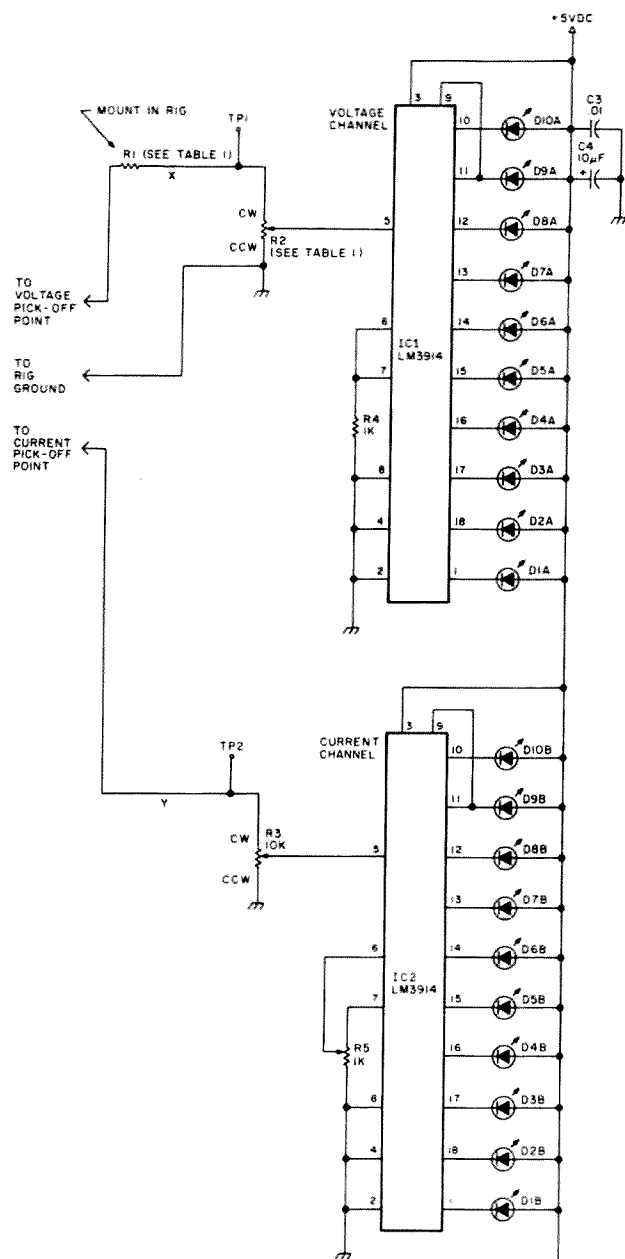 +5VDC
MOUNT IN RIG
TP1
R1 (SEE TABLE 1)
X
VOLTAGE
CHANNEL
3
9
10
D10A
C3
.01
C4
10µF
+
11
D9A
CW
CCW
R2
(SEE TABLE 1)
5
12
D8A
13
D7A
TO
VOLTAGE
PICK-OFF
POINT
6
14
D6A
IC1
LM3914
7
15
D5A
TO
RIG
GROUND
R4
1K
16
D4A
TO
CURRENT
PICK-OFF
POINT
8
17
D3A
4
18
D2A
2
1
D1A
3
9
CURRENT
CHANNEL
TP2
10
D10B
Y
11
D9B
CW
CCW
R3
10K
5
12
D8B
13
D7B
6
14
D6B
IC2
LM3914
7
15
D5B
R5
1K
16
D4B
6
17
D3B
4
18
D2B
2
1
D1B